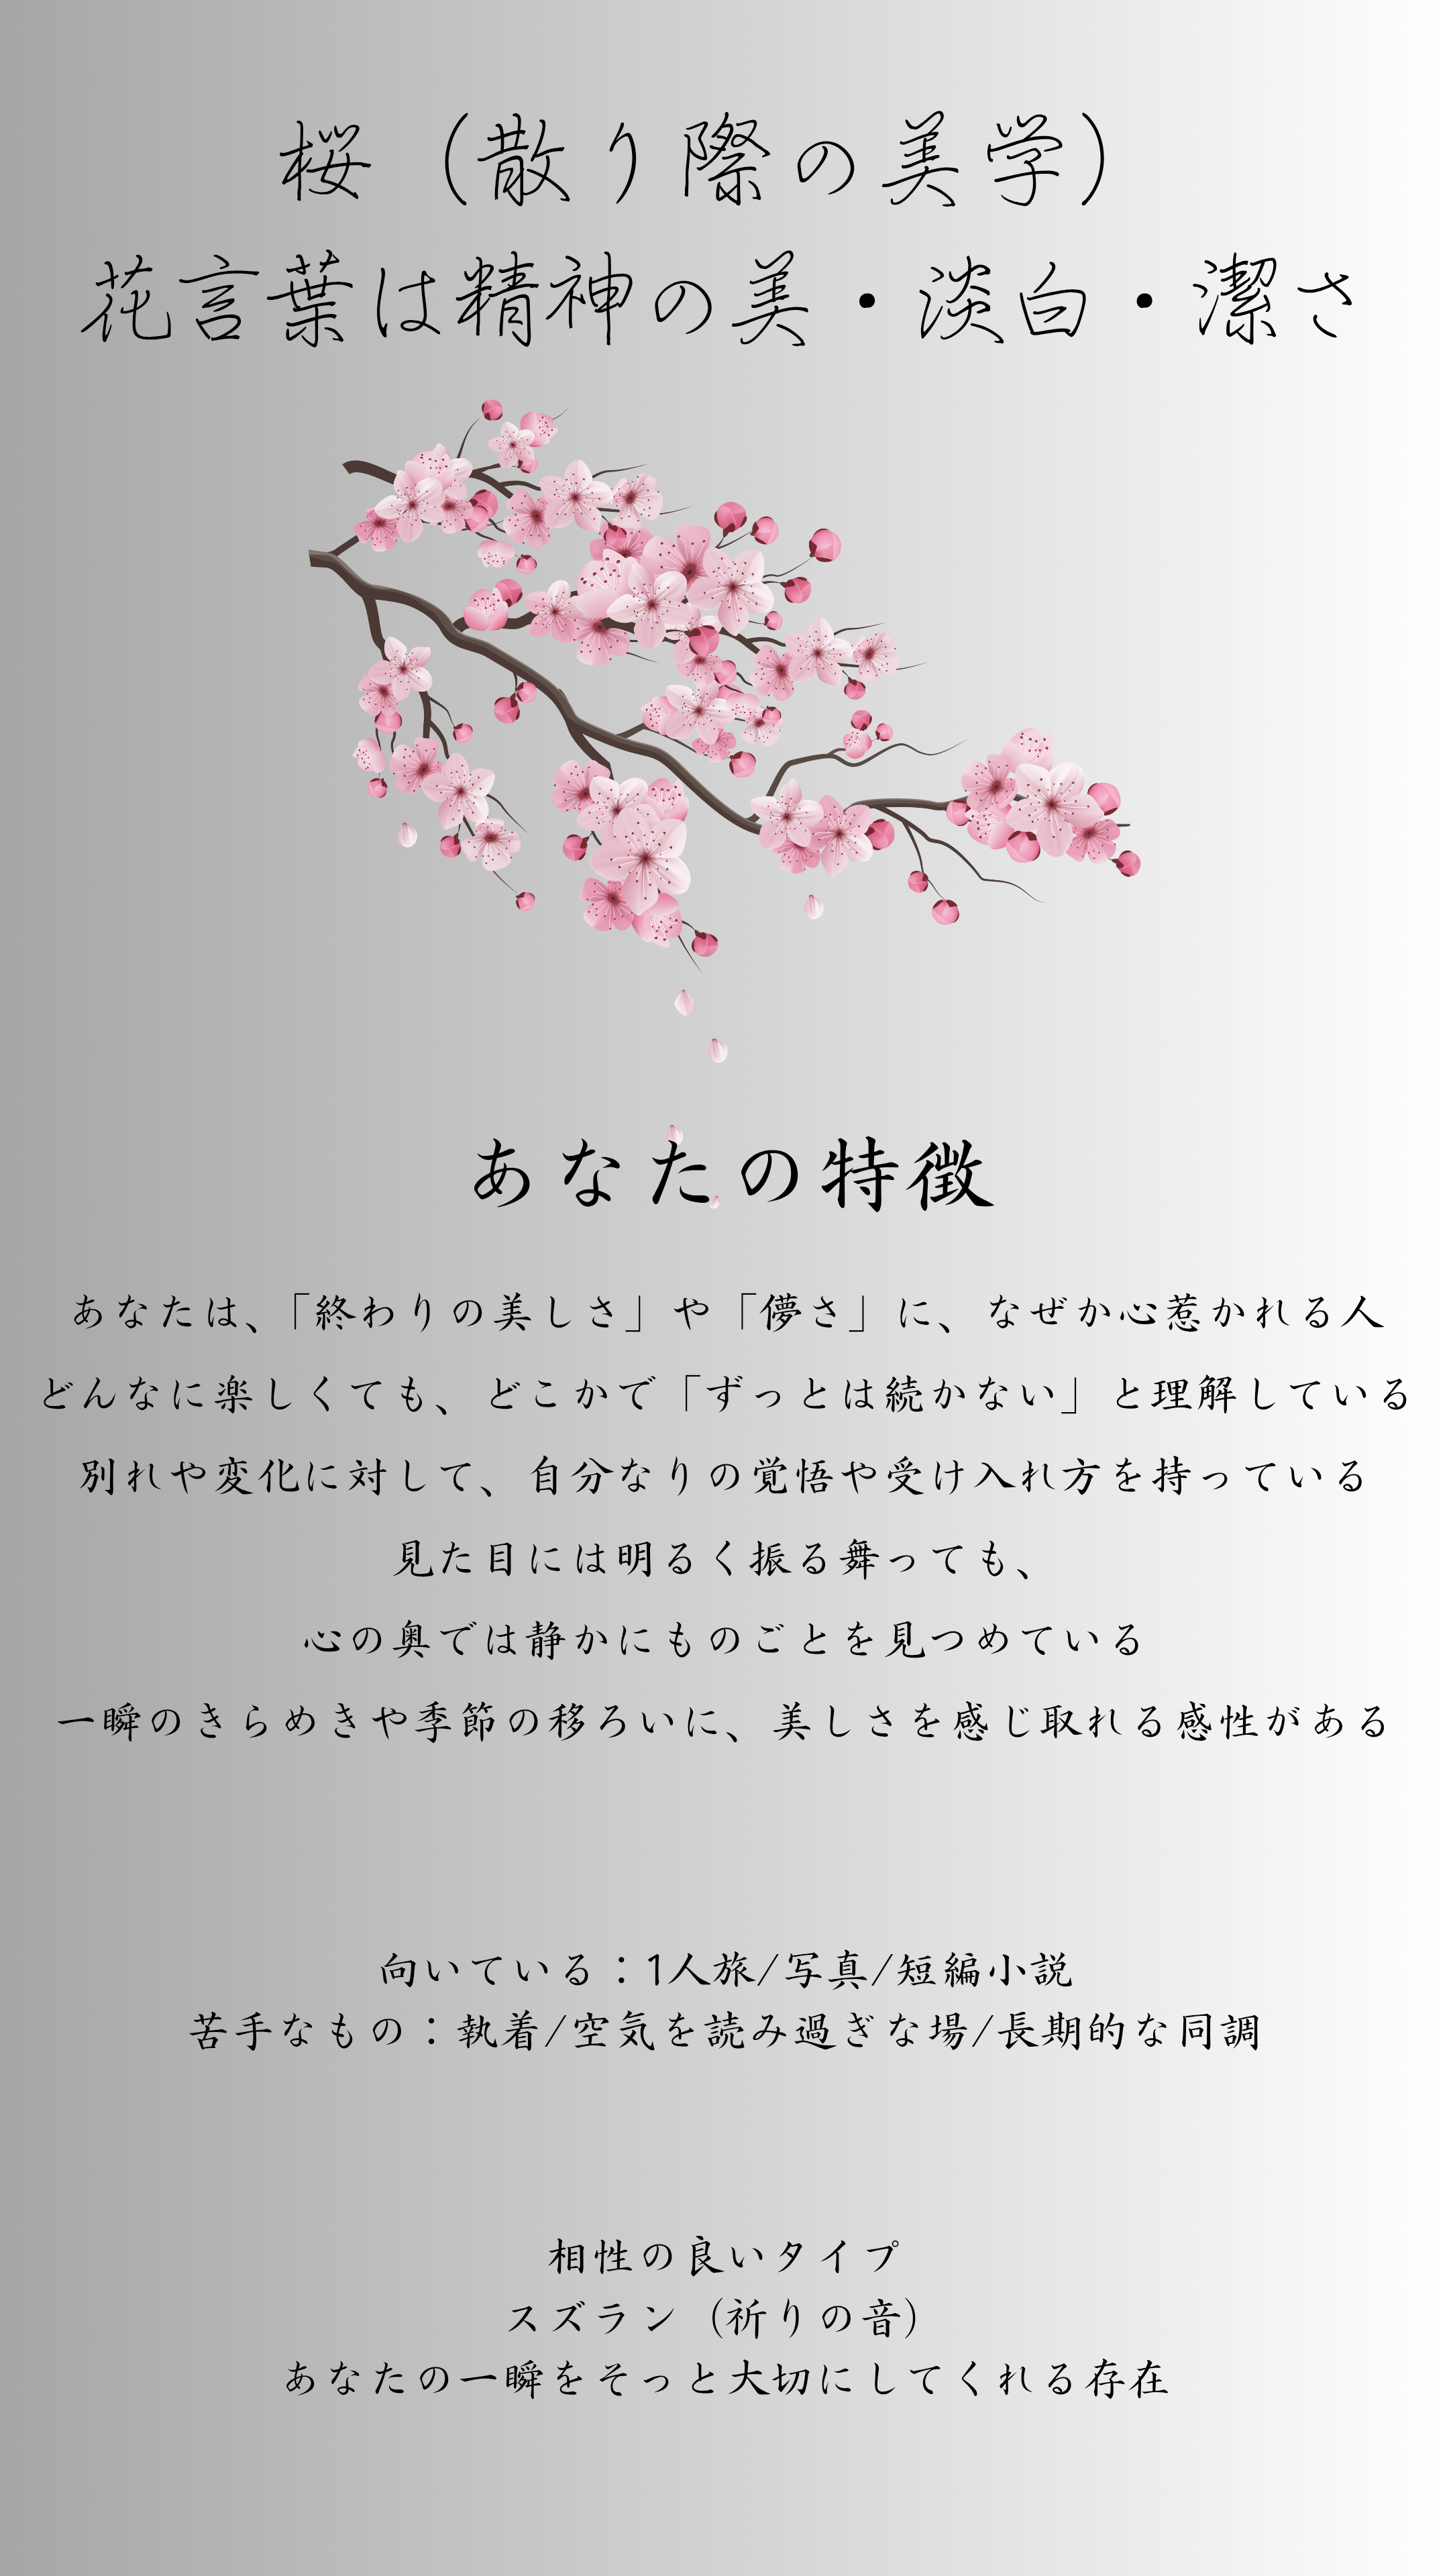 桜（散り際の美学）
花言葉は精神の美・淡白・潔さ
あなたの特徴
あなたは、「終わりの美しさ」や「儚さ」に、なぜか心惹かれる人
どんなに楽しくても、どこかで「ずっとは続かない」と理解している
別れや変化に対して、自分なりの覚悟や受け入れ方を持っている
見た目には明るく振る舞っても、
心の奥では静かにものごとを見つめている
一瞬のきらめきや季節の移ろいに、美しさを感じ取れる感性がある
向いている：1人旅/写真/短編小説
苦手なもの：執着/空気を読み過ぎな場/長期的な同調
相性の良いタイプ
スズラン（祈りの音）
あなたの一瞬をそっと大切にしてくれる存在